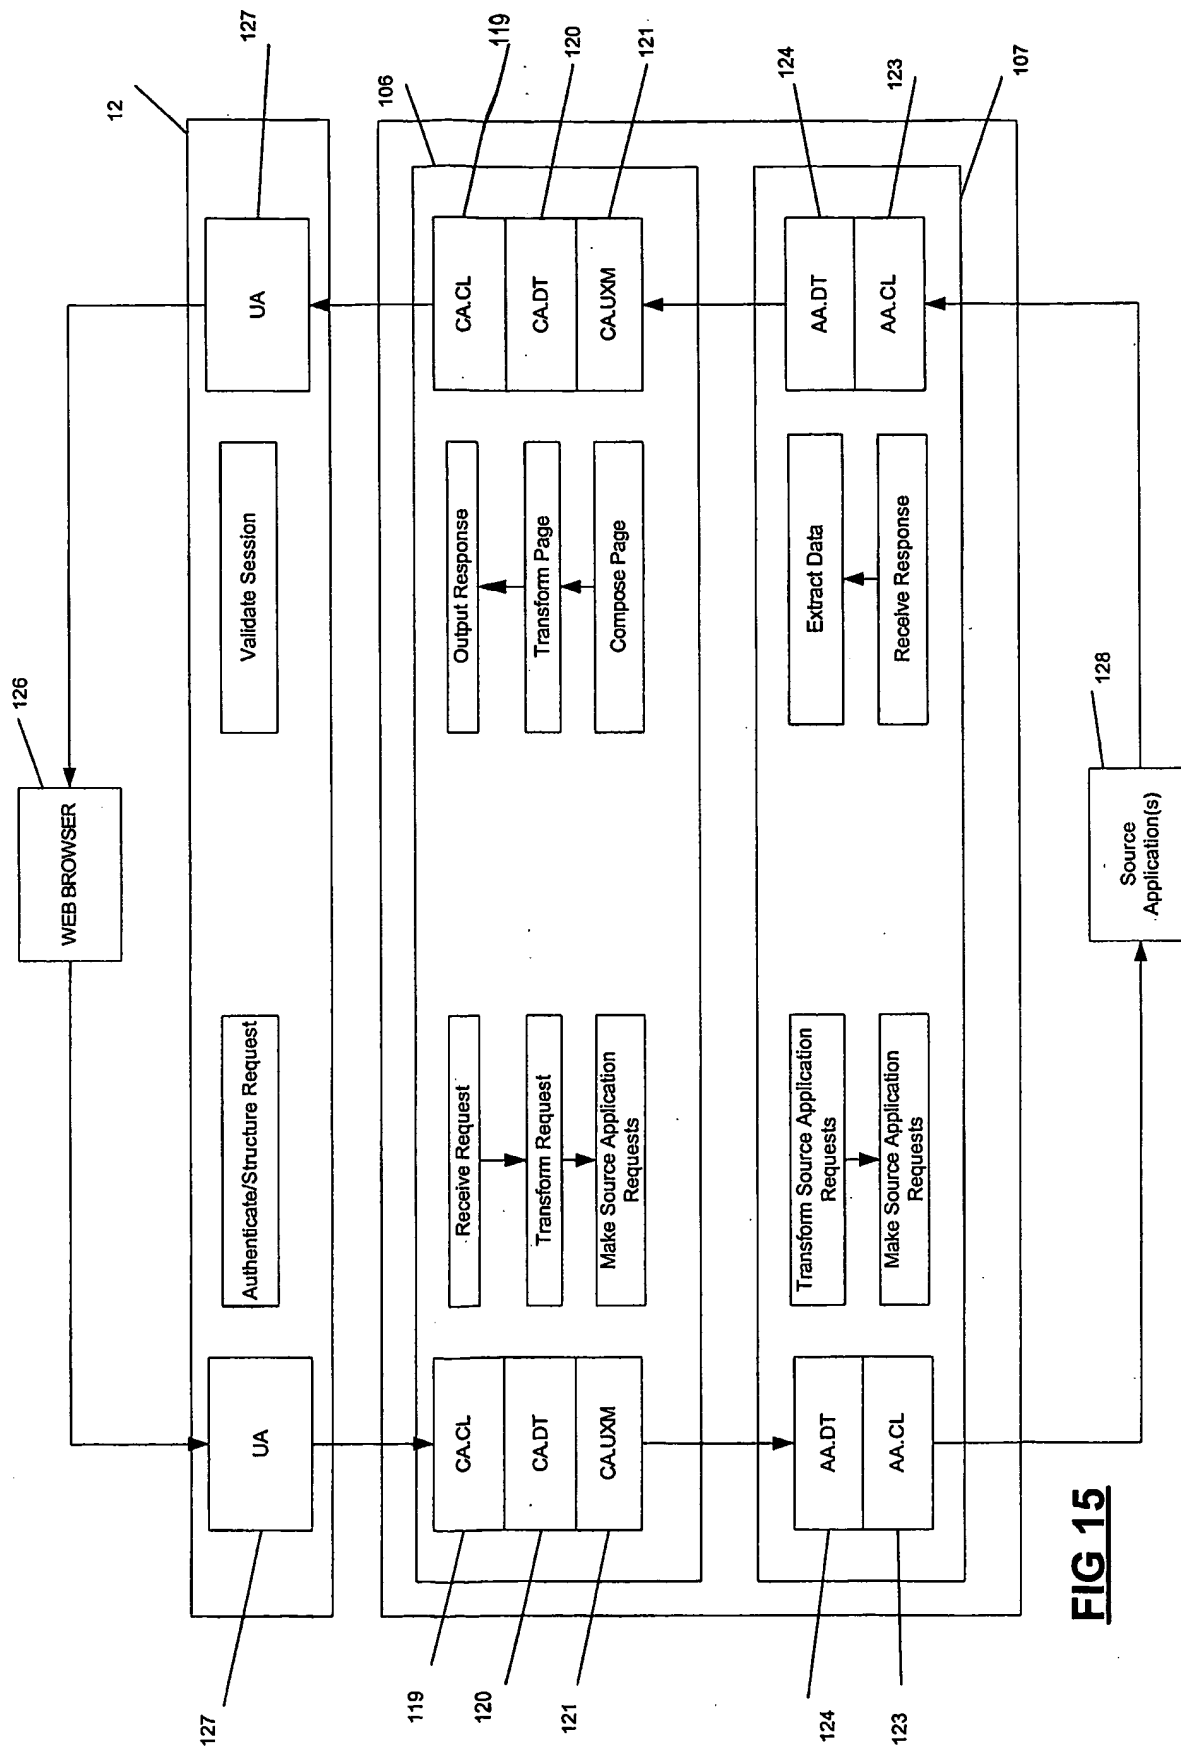 126
WEB BROWSER
12
127
UA
Authenticate/Structure Request
Validate Session
UA
127
106
119
CA.CL
Receive Request
Output Response
CA.CL
119
120
CA.DT
Transform Request
Transform Page
CA.DT
120
121
CA.UXM
Make Source Application
Requests
Compose Page
CA.UXM
121
124
AA.DT
Transform Source Application
Requests
Extract Data
AA.DT
124
123
AA.CL
Make Source Application
Requests
Receive Response
AA.CL
123
107
128
Source
Application(s)
FIG 15